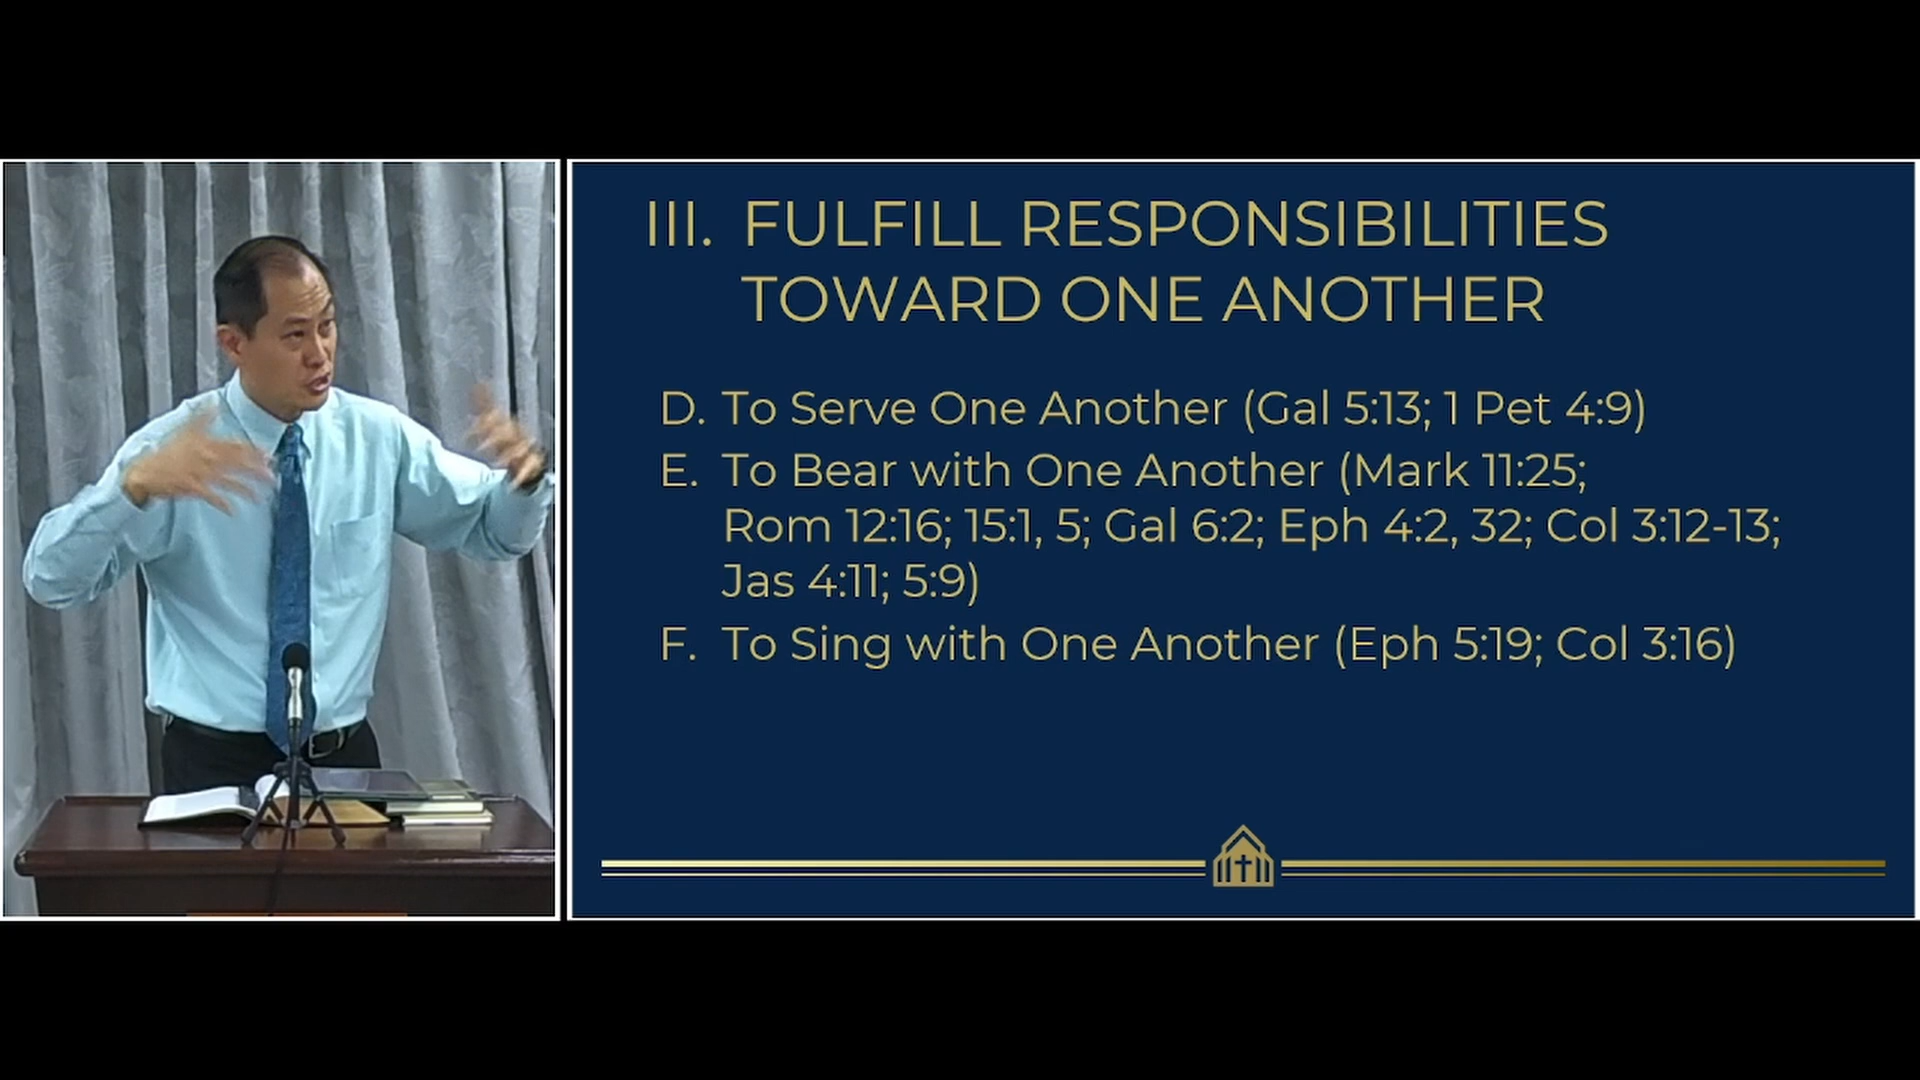 III. FULFILL RESPONSIBILITIES
TOWARD ONE ANOTHER
D. To Serve One Another (Gal 5:13; 1 Pet 4:9)
E. To Bear with One Another (Mark 11:25;
Rom 12:16; 15:1, 5; Gal 6:2; Eph 4:2, 32; Col 3:12-13;
Jas 4:11; 5:9)
F. To Sing with One Another (Eph 5:19; Col 3:16)